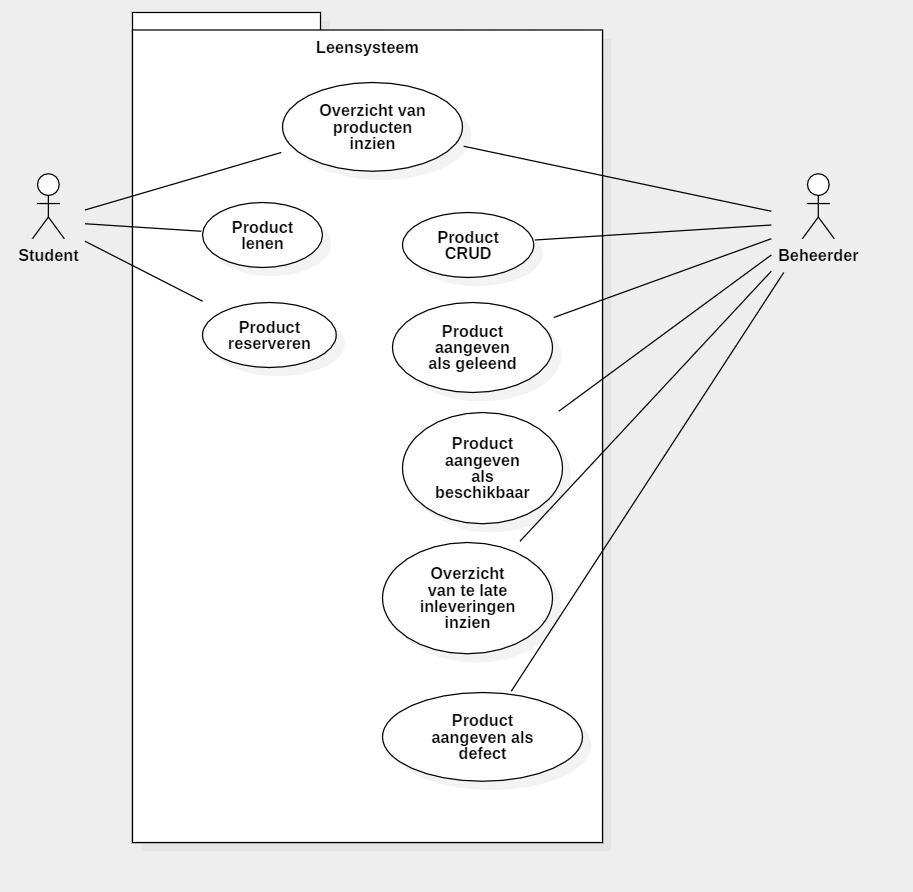 Leensysteem
Overzicht van
producten
inzien
Product
lenen
Product
CRUD
Student
Beheerder
Product
reserveren
Product
aangeven
als geleend
Product
aangeven
als
beschikbaar
Overzicht
van te late
inleveringen
inzien
Product
aangeven als
defect